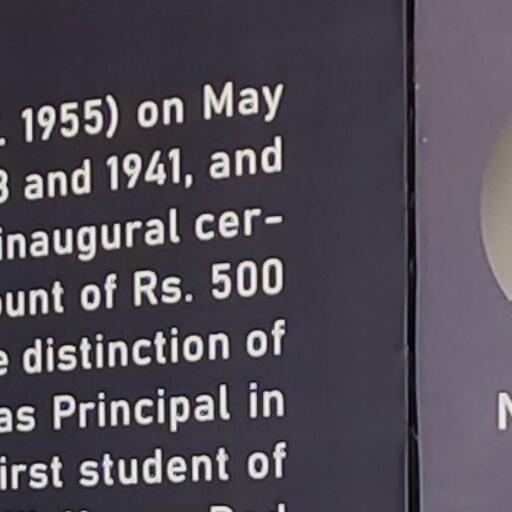 . 1955) on May
3 and 1941, and
inaugural cer-
ount of Rs. 500
e distinction of
as Principal in
irst student of